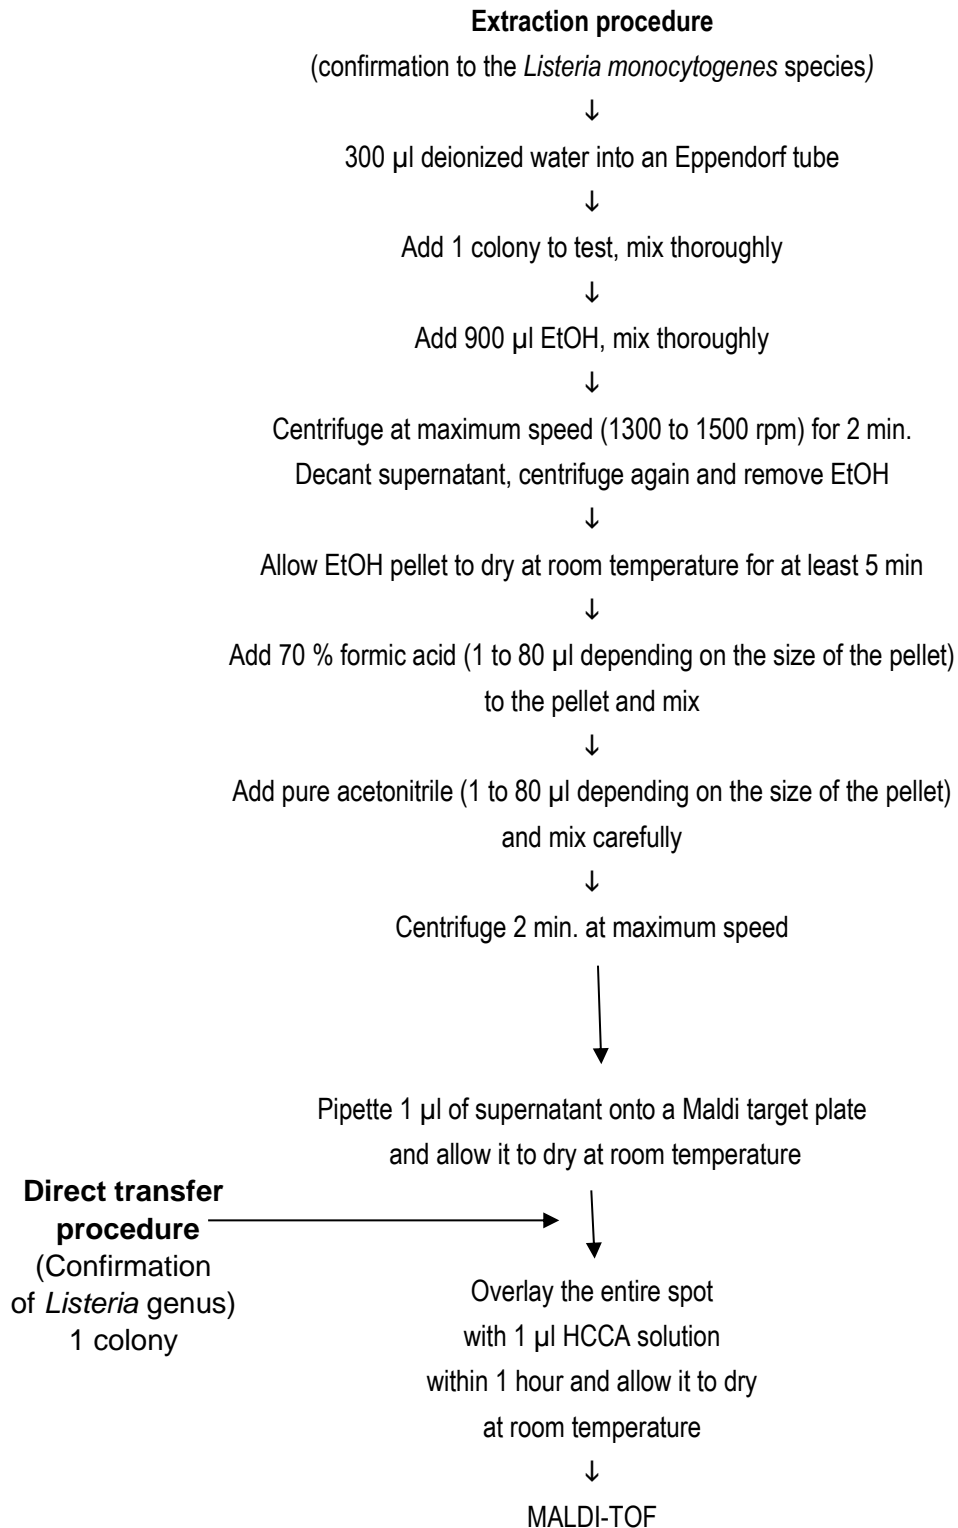 Extraction procedure
(confirmation to the Listeria monocytogenes species)
↓
300 µl deionized water into an Eppendorf tube
↓
Add 1 colony to test, mix thoroughly
↓
Add 900 µl EtOH, mix thoroughly
↓
Centrifuge at maximum speed (1300 to 1500 rpm) for 2 min.
Decant supernatant, centrifuge again and remove EtOH
↓
Allow EtOH pellet to dry at room temperature for at least 5 min
↓
Add 70 % formic acid (1 to 80 µl depending on the size of the pellet)
to the pellet and mix
↓
Add pure acetonitrile (1 to 80 µl depending on the size of the pellet)
and mix carefully
↓
Centrifuge 2 min. at maximum speed
Pipette 1 µl of supernatant onto a Maldi target plate
and allow it to dry at room temperature
Direct transfer
procedure
(Confirmation
of Listeria genus)
1 colony
Overlay the entire spot
with 1 µl HCCA solution
within 1 hour and allow it to dry
at room temperature
↓
MALDI-TOF